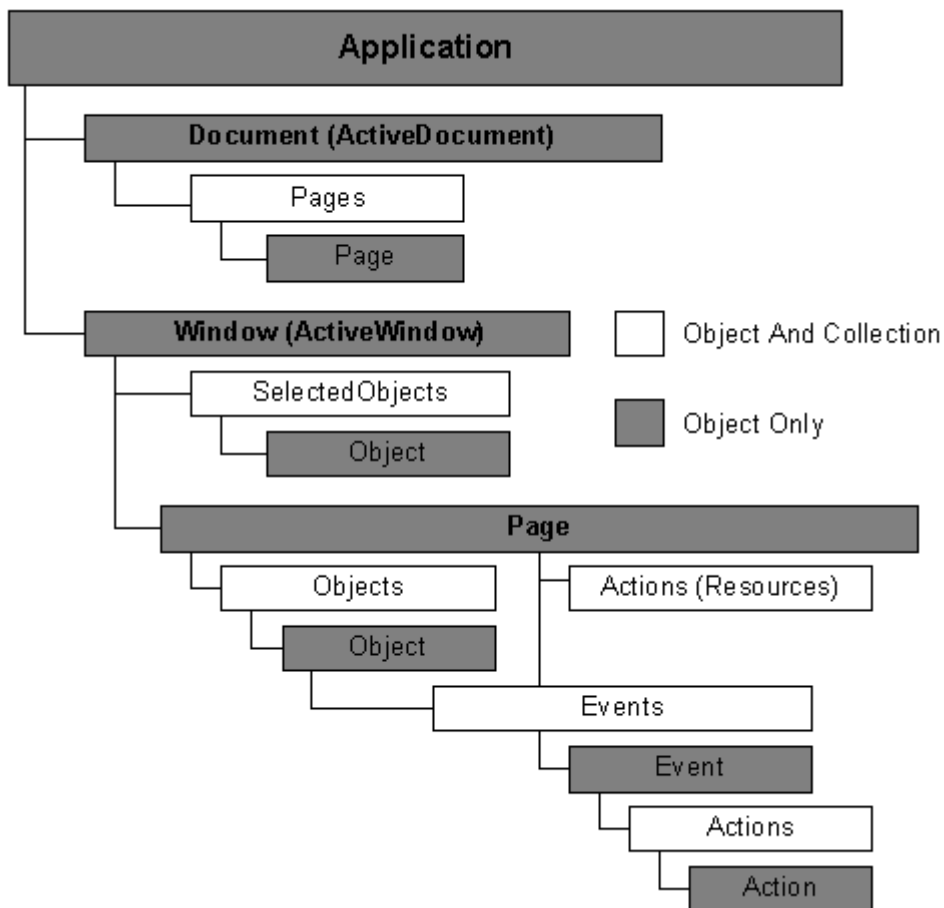 Application
Document (ActiveDocument)
Pages
Page
Window (ActiveWindow)
Object And Collection
SelectedObjects
Object Only
Object
Page
Objects
Actions (Resources)
Object
Events
Event
Actions
Action